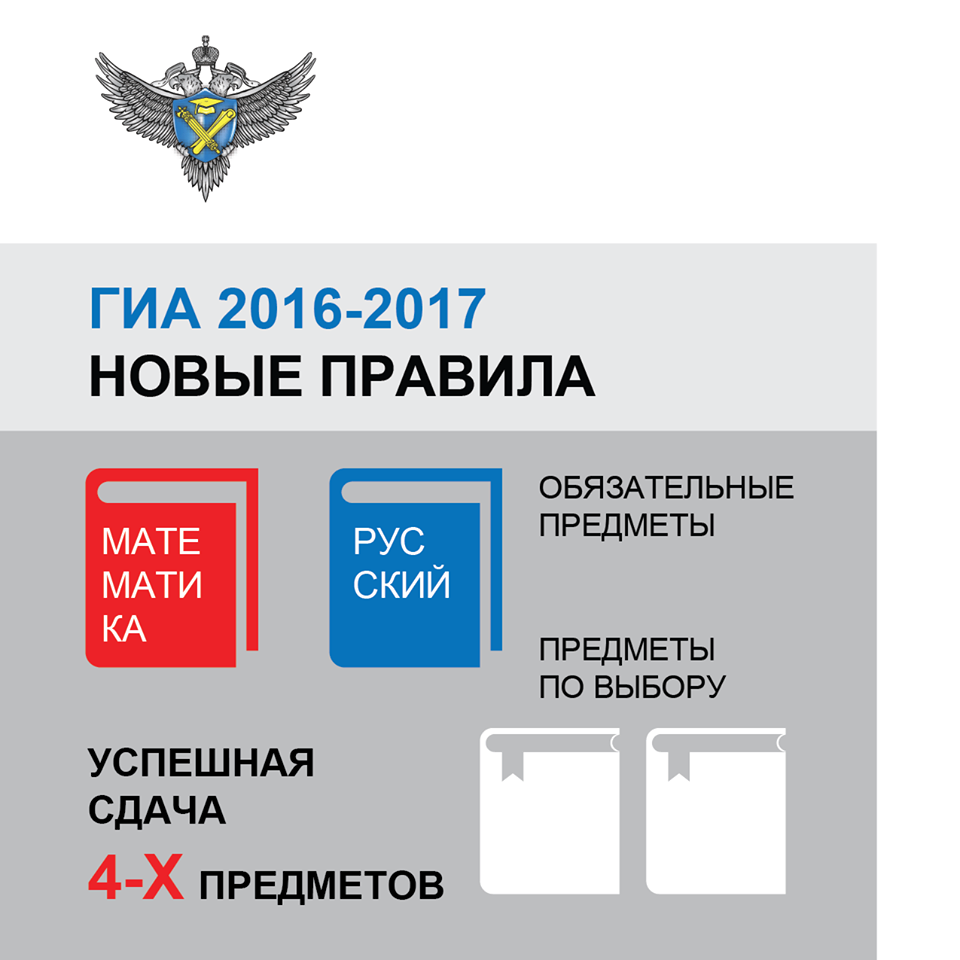 ГИА 2016-2017
НОВЫЕ ПРАВИЛА
МАТЕ
МАТИ
КА
РУС
СКИЙ
ОБЯЗАТЕЛЬНЫЕ
ПРЕДМЕТЫ
ПРЕДМЕТЫ
ПО ВЫБОРУ
УСПЕШНАЯ
СДАЧА
4-Х ПРЕДМЕТОВ